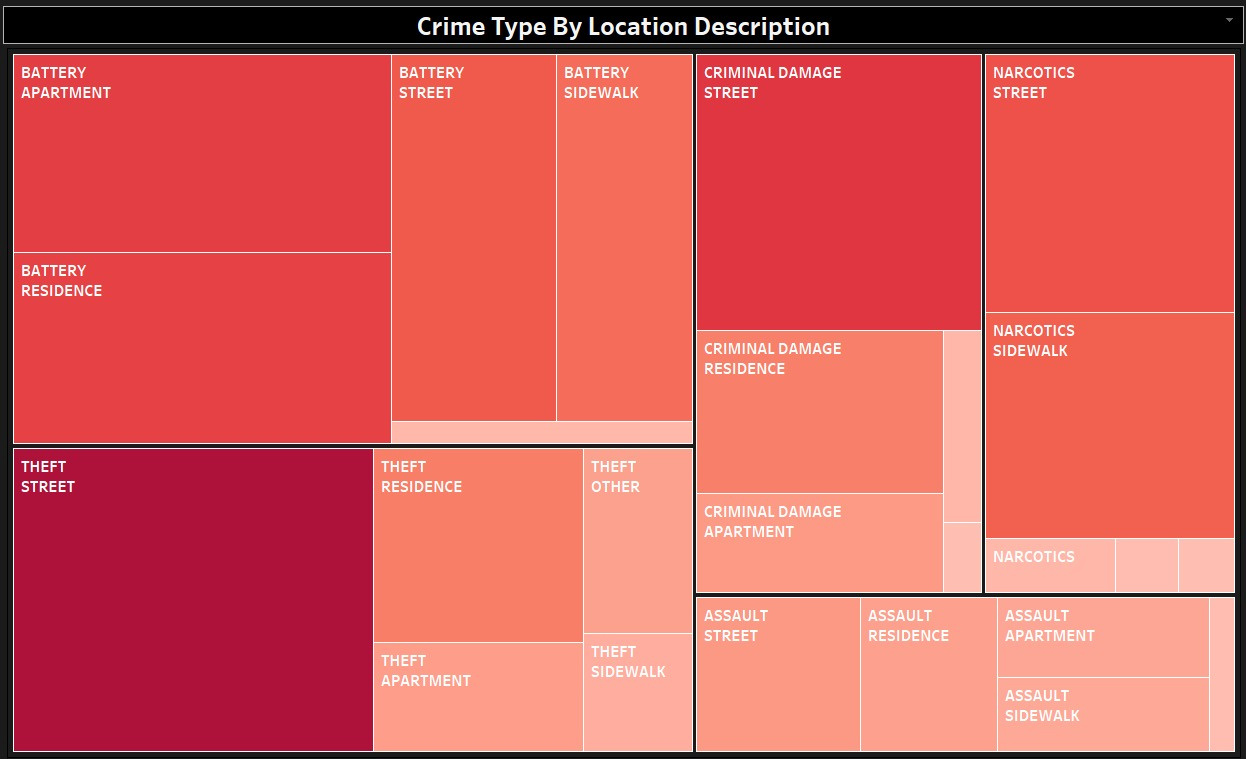 Crime Type By Location Description
BATTERY
APARTMENT
BATTERY
STREET
BATTERY
SIDEWALK
CRIMINAL DAMAGE
STREET
NARCOTICS
STREET
BATTERY
RESIDENCE
NARCOTICS
SIDEWALK
CRIMINAL DAMAGE
RESIDENCE
THEFT
STREET
THEFT
RESIDENCE
THEFT
OTHER
CRIMINAL DAMAGE
APARTMENT
NARCOTICS
ASSAULT
STREET
ASSAULT
RESIDENCE
ASSAULT
APARTMENT
THEFT
SIDEWALK
THEFT
APARTMENT
ASSAULT
SIDEWALK